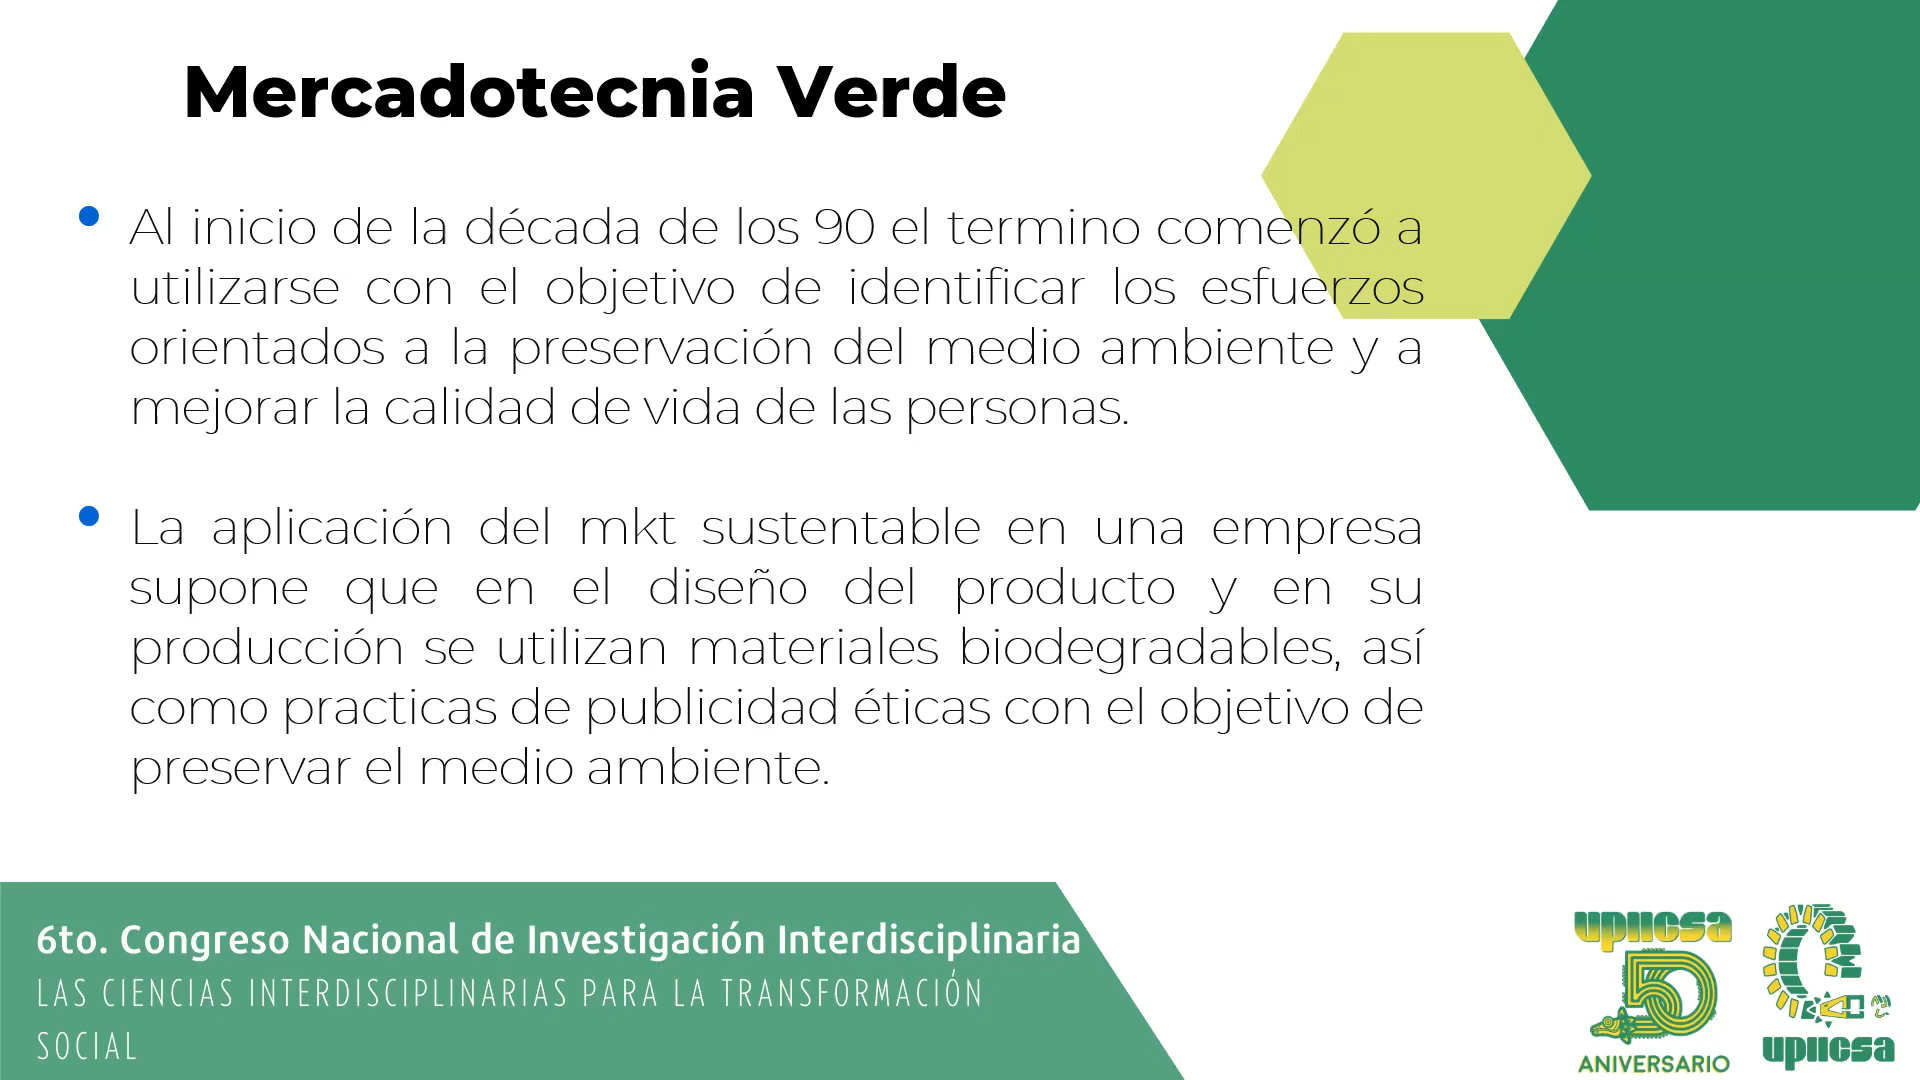 Mercadotecnia Verde
• Al inicio de la década de los 90 el termino comenzó a
utilizarse con el objetivo de identificar los esfuerzos
orientados a la preservación del medio ambiente y a
mejorar la calidad de vida de las personas.
• La aplicación del mkt sustentable en una empresa
supone que en el diseño del producto y en su
producción se utilizan materiales biodegradables, así
como practicas de publicidad éticas con el objetivo de
preservar el medio ambiente.
6to. Congreso Nacional de Investigación Interdisciplinaria
LAS CIENCIAS INTERDISCIPLINARIAS PARA LA TRANSFORMACIÓN
SOCIAL
upiicsa
50
ANIVERSARIO
upiicsa